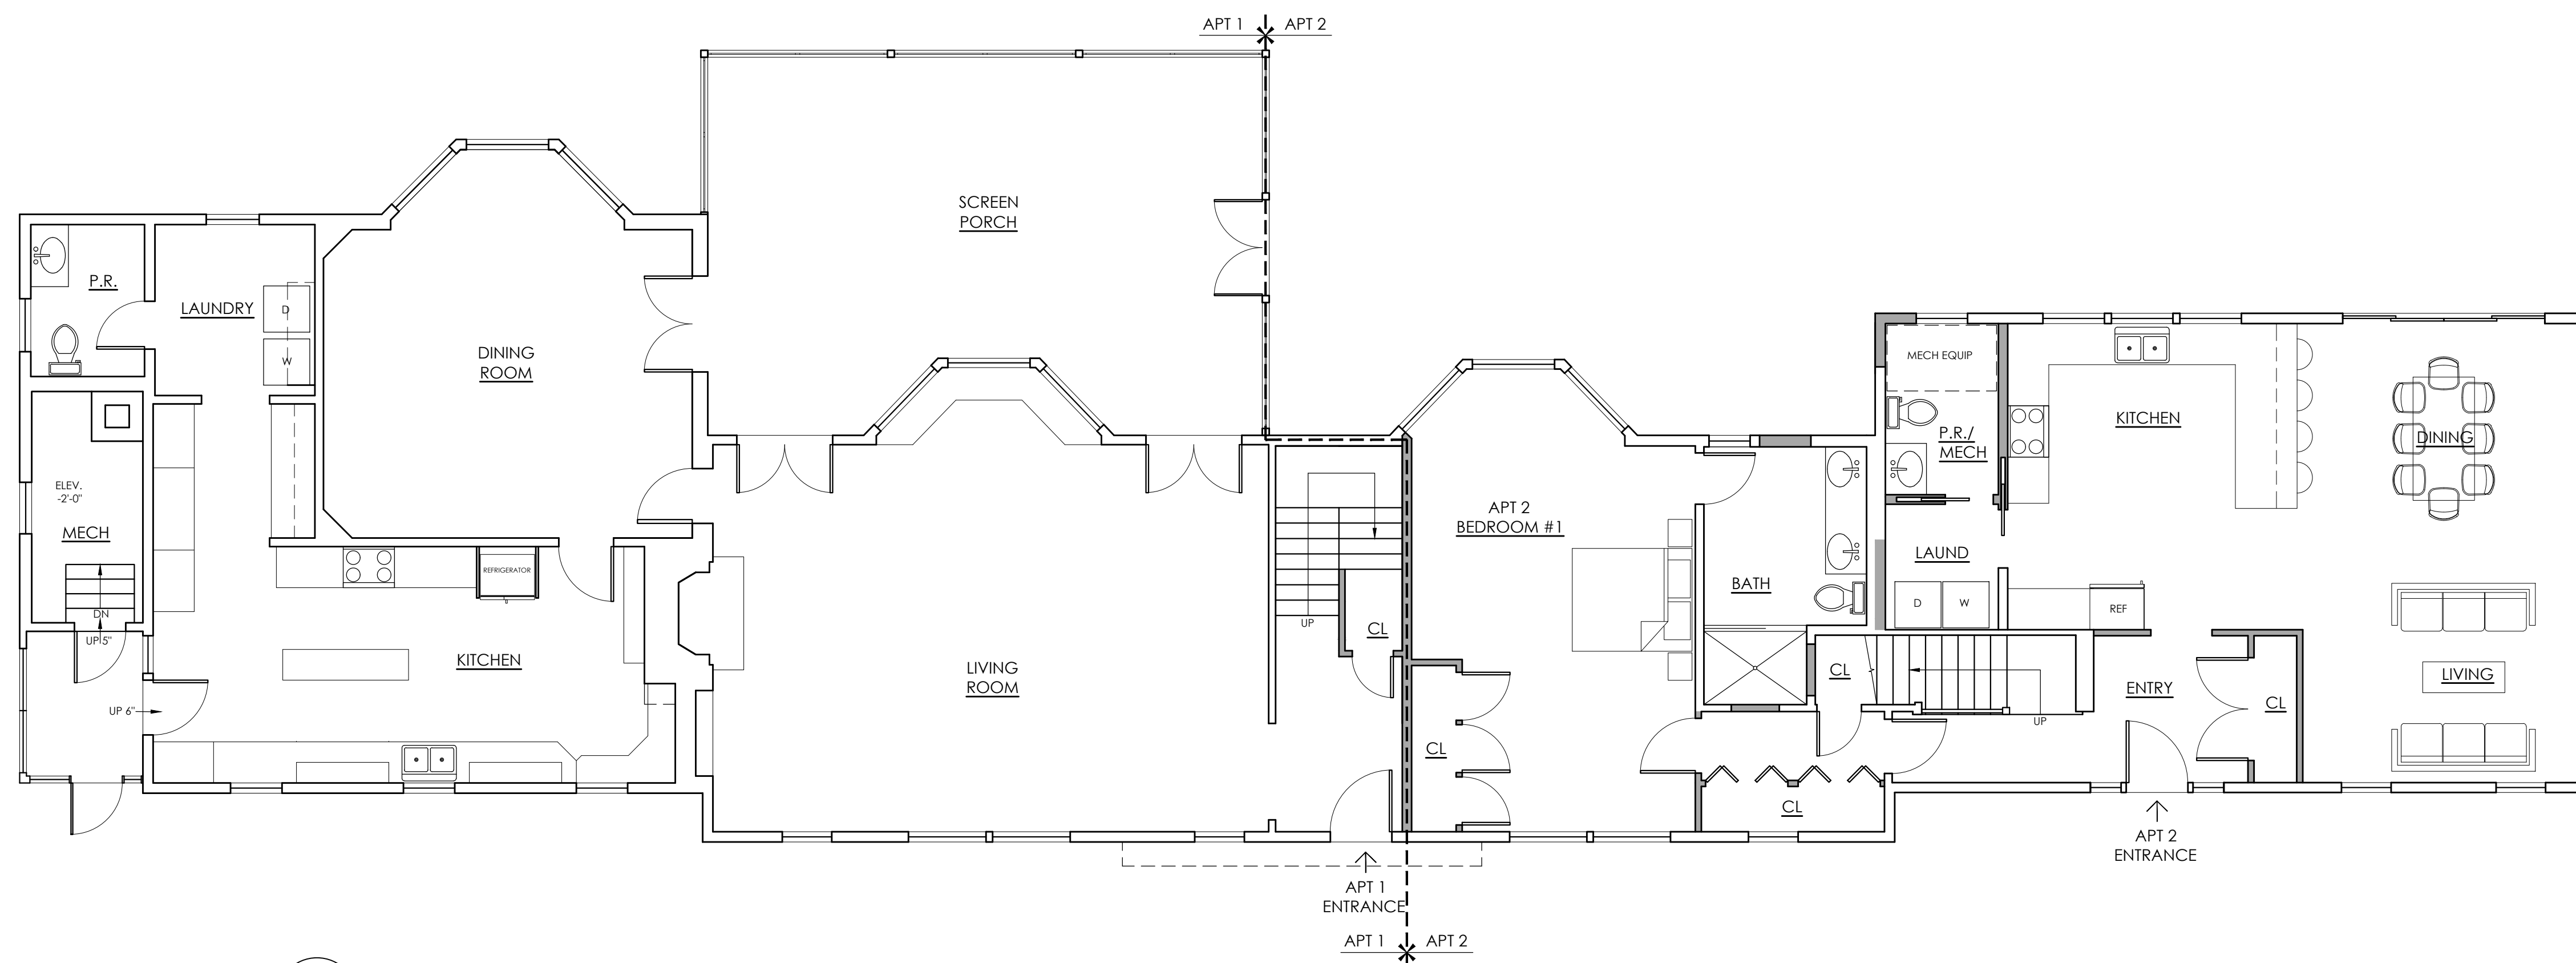 APT 1
APT 2
SCREEN
PORCH
P.R.
LAUNDRY
D
W
DINING
ROOM
ELEV.
-2'-0"
MECH
DN
UP 5"
UP 6"
REFRIGERATOR
KITCHEN
LIVING
ROOM
UP
CL
CL
APT 2
BEDROOM #1
BATH
CL
CL
MECH EQUIP
P.R./
MECH
LAUND
D
W
KITCHEN
REF
DINING
LIVING
ENTRY
CL
UP
APT 1
ENTRANCE
APT 2
ENTRANCE
APT 1
APT 2